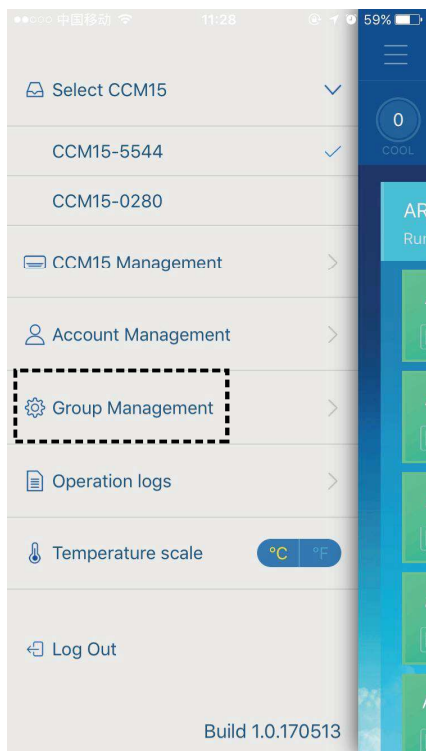 中国移动 11:28 59%
Select CCM15
CCM15-5544
CCM15-0280
CCM15 Management
Account Management
Group Management
Operation logs
Temperature scale °C °F
Log Out
Build 1.0.170513
0
COOL
AR
Run